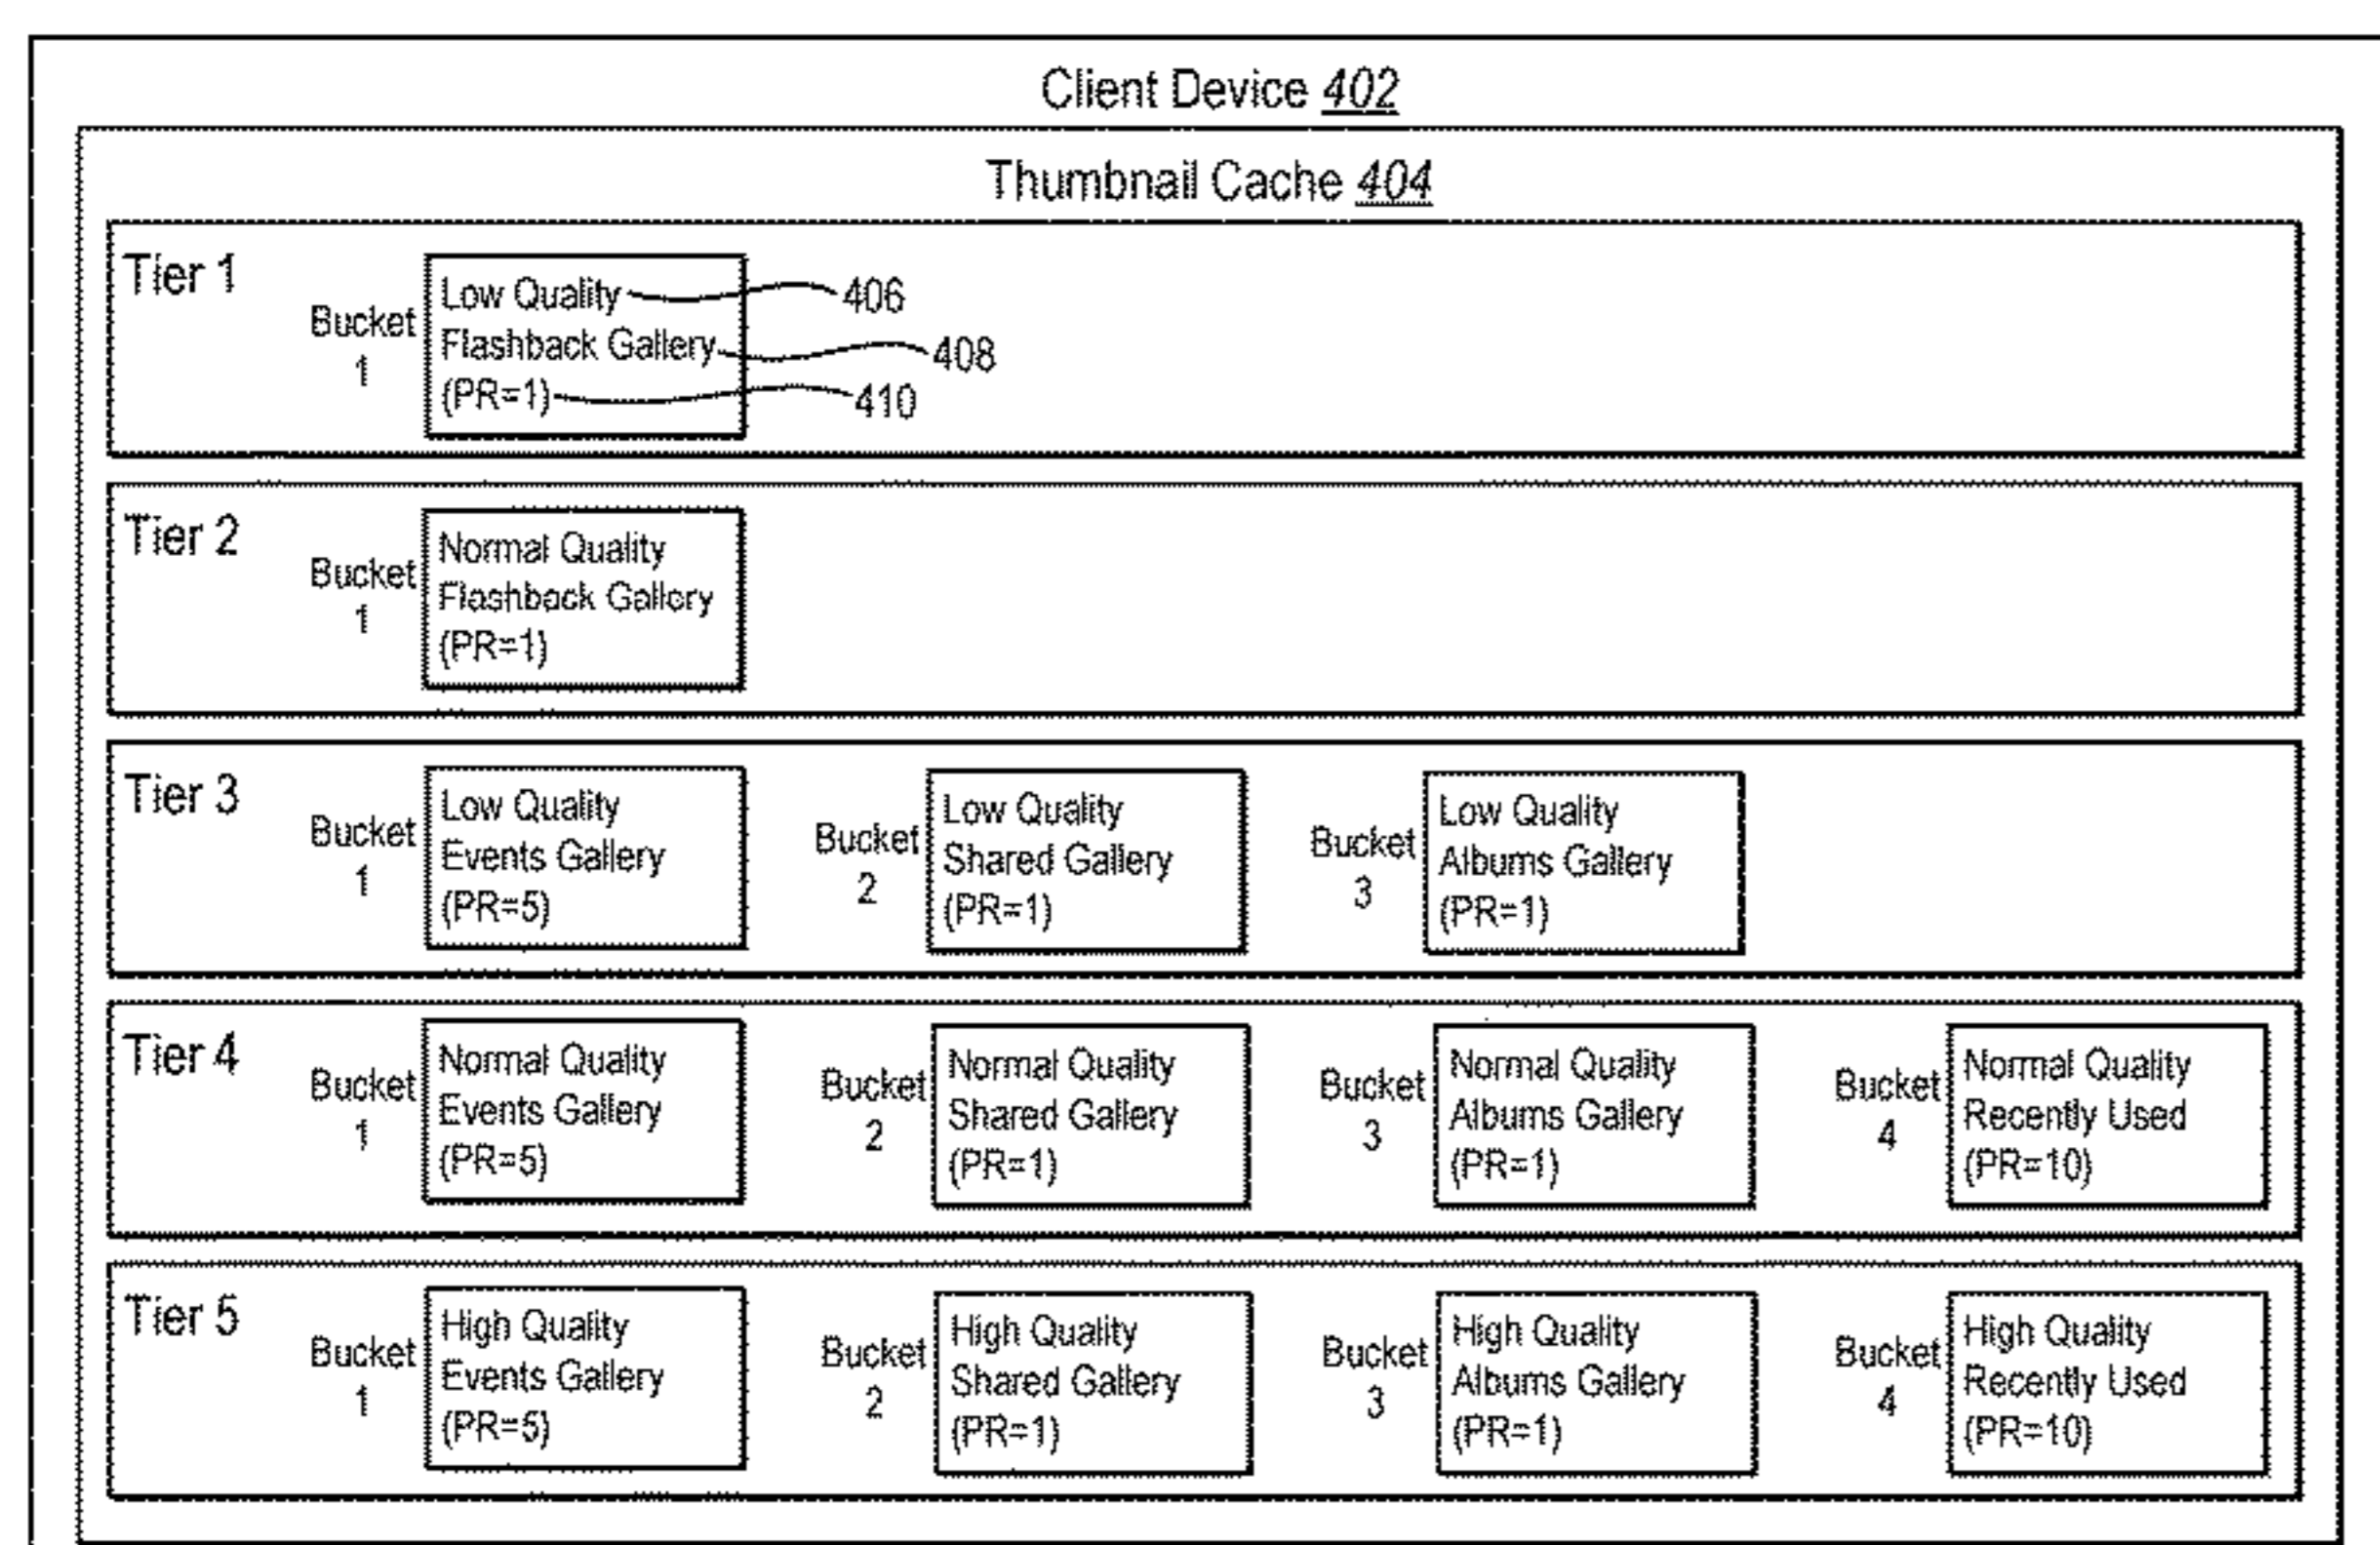 Client Device 402
Thumbnail Cache 404
Tier 1
Bucket
1
Low Quality
Flashback Gallery
(PR=1)
406
408
410
Tier 2
Bucket
1
Normal Quality
Flashback Gallery
(PR=1)
Tier 3
Bucket
1
Low Quality
Events Gallery
(PR=5)
Bucket
2
Low Quality
Shared Gallery
(PR=1)
Bucket
3
Low Quality
Albums Gallery
(PR=1)
Tier 4
Bucket
1
Normal Quality
Events Gallery
(PR=5)
Bucket
2
Normal Quality
Shared Gallery
(PR=1)
Bucket
3
Normal Quality
Albums Gallery
(PR=1)
Bucket
4
Normal Quality
Recently Used
(PR=10)
Tier 5
Bucket
1
High Quality
Events Gallery
(PR=5)
Bucket
2
High Quality
Shared Gallery
(PR=1)
Bucket
3
High Quality
Albums Gallery
(PR=1)
Bucket
4
High Quality
Recently Used
(PR=10)